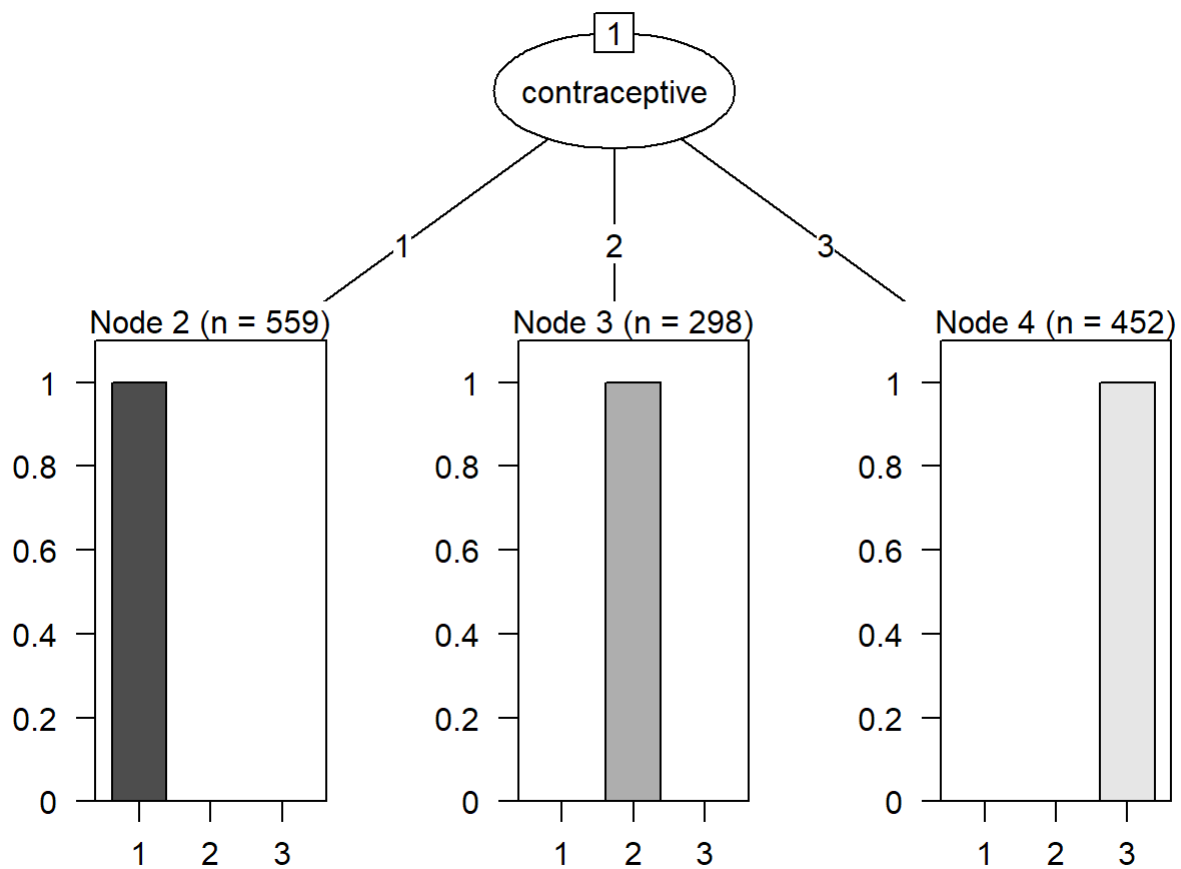 1
contraceptive
1 2 3
Node 2 (n = 559) Node 3 (n = 298) Node 4 (n = 452)
1 1 1
0.8 0.8 0.8
0.6 0.6 0.6
0.4 0.4 0.4
0.2 0.2 0.2
0 0 0
1 2 3 1 2 3 1 2 3